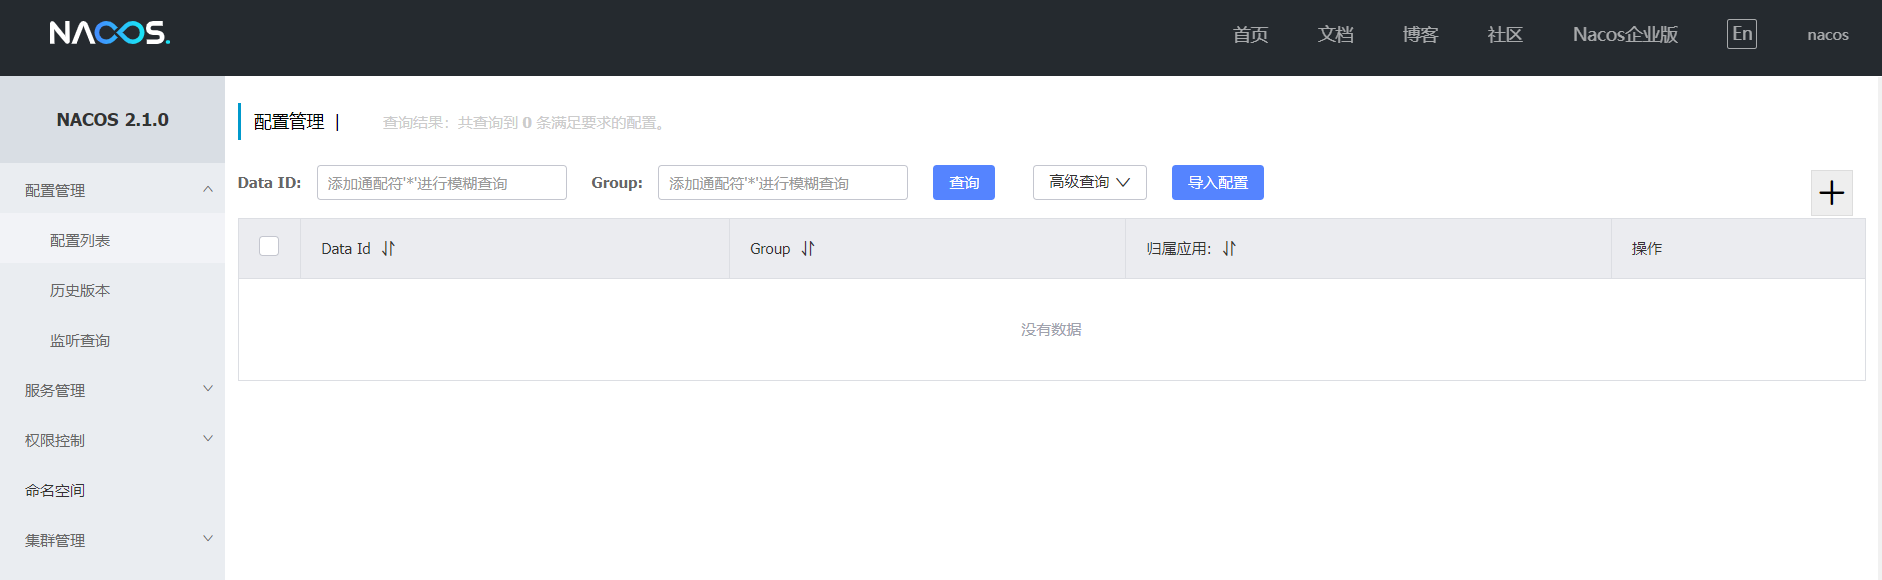 NACOS.
首页 文档 博客 社区 Nacos企业版 En nacos
NACOS 2.1.0
配置管理
配置列表
历史版本
监听查询
服务管理
权限控制
命名空间
集群管理
配置管理 | 查询结果：共查询到 0 条满足要求的配置。
Data ID: 添加通配符'*'进行模糊查询 Group: 添加通配符'*'进行模糊查询 查询 高级查询 导入配置
Data Id Group 归属应用: 操作
没有数据